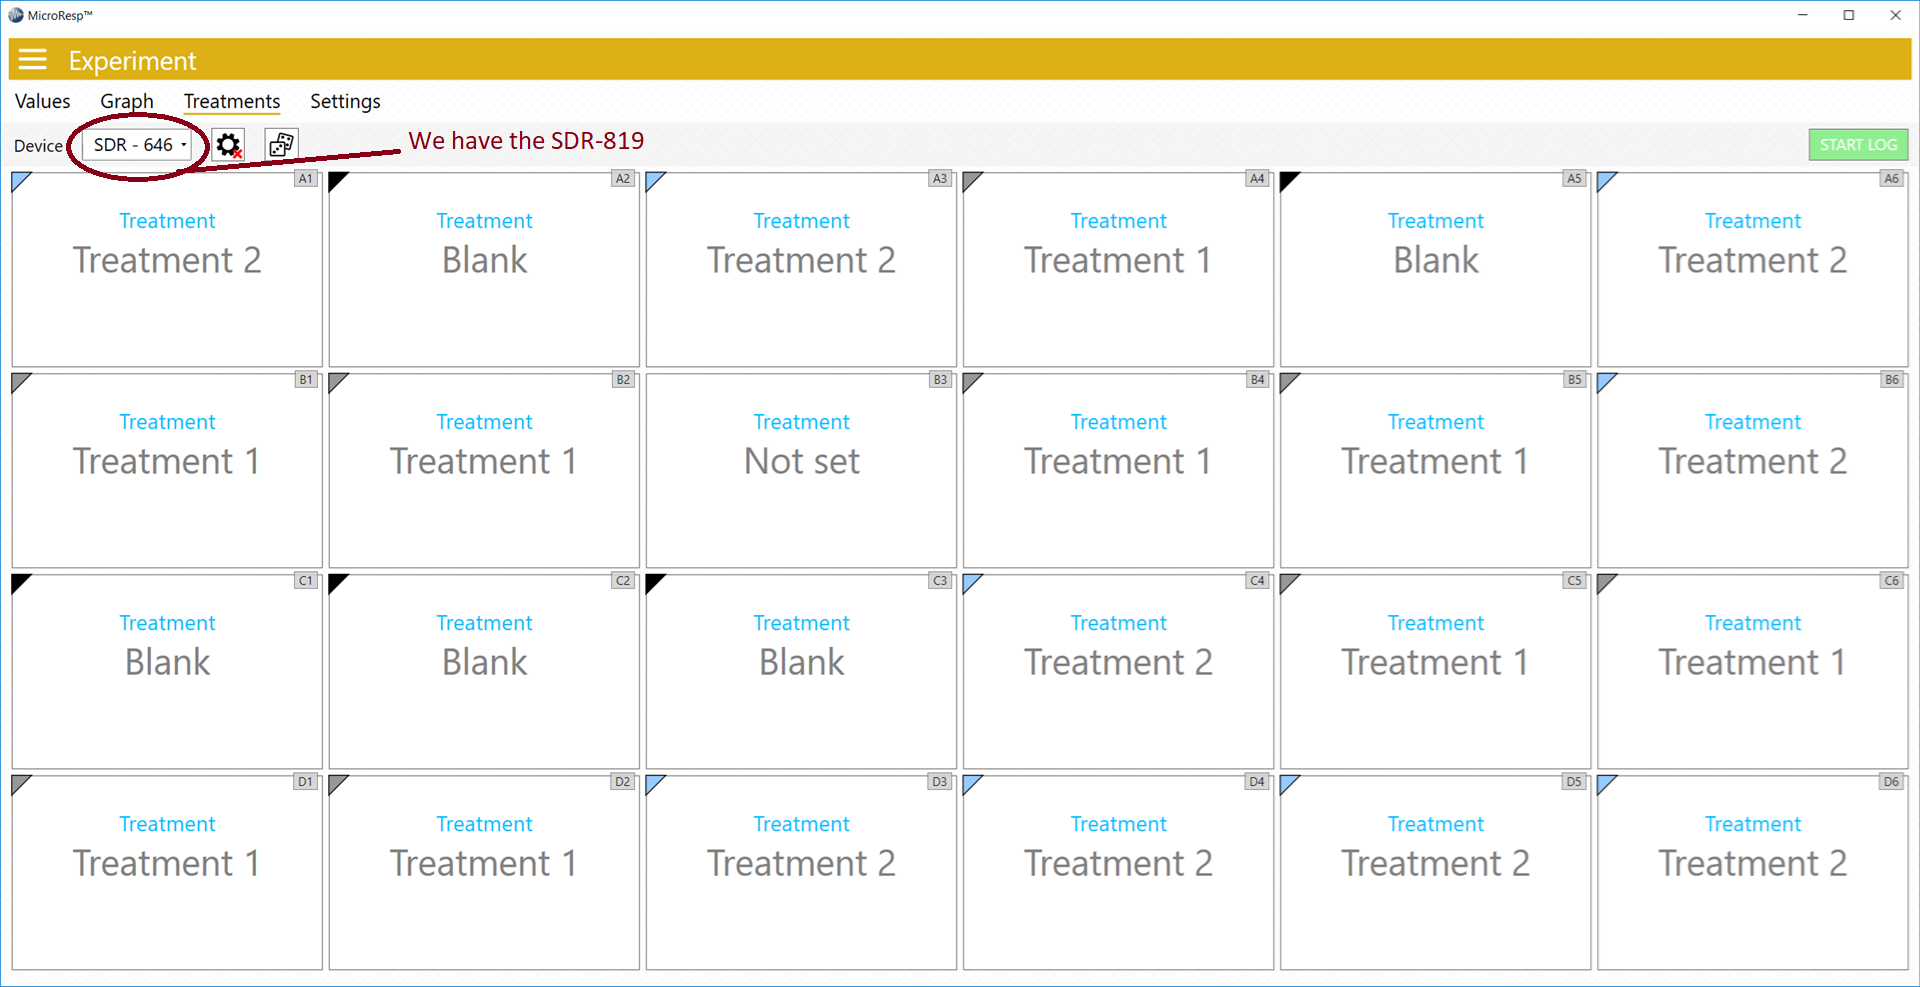 MicroResp™
Experiment
Values Graph Treatments Settings
Device SDR - 646 We have the SDR-819 START LOG
A1 A2 A3 A4 A5 A6
Treatment Treatment Treatment Treatment Treatment Treatment
Treatment 2 Blank Treatment 2 Treatment 1 Blank Treatment 2
B1 B2 B3 B4 B5 B6
Treatment Treatment Treatment Treatment Treatment Treatment
Treatment 1 Treatment 1 Not set Treatment 1 Treatment 1 Treatment 2
C1 C2 C3 C4 C5 C6
Treatment Treatment Treatment Treatment Treatment Treatment
Blank Blank Blank Treatment 2 Treatment 1 Treatment 1
D1 D2 D3 D4 D5 D6
Treatment Treatment Treatment Treatment Treatment Treatment
Treatment 1 Treatment 1 Treatment 2 Treatment 2 Treatment 2 Treatment 2